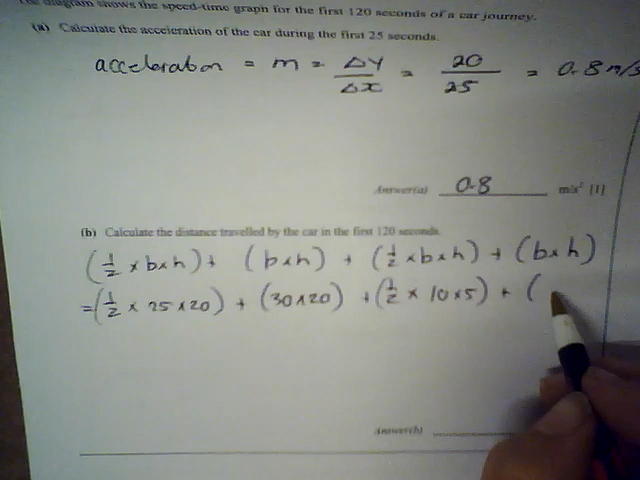 The diagram shows the speed-time graph for the first 120 seconds of a car journey.
(a) Calculate the acceleration of the car during the first 25 seconds.
acceleration = m = ΔY/ΔX = 20/25 = 0.8 m/s
Answer(a) 0.8 m/s² [1]
(b) Calculate the distance travelled by the car in the first 120 seconds.
(1/2 × b×h) + (b×h) + (1/2 × b×h) + (b×h)
=(1/2 × 25 × 20) + (30×20) + (1/2 × 10×5) + (
Answer(b)